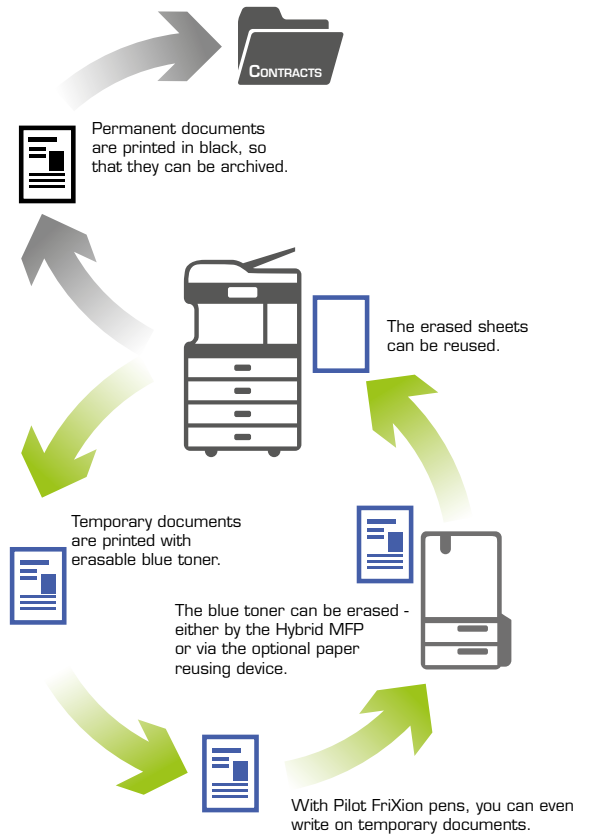 CONTRACTS
Permanent documents
are printed in black, so
that they can be archived.
The erased sheets
can be reused.
Temporary documents
are printed with
erasable blue toner.
The blue toner can be erased -
either by the Hybrid MFP
or via the optional paper
reusing device.
With Pilot FriXion pens, you can even
write on temporary documents.